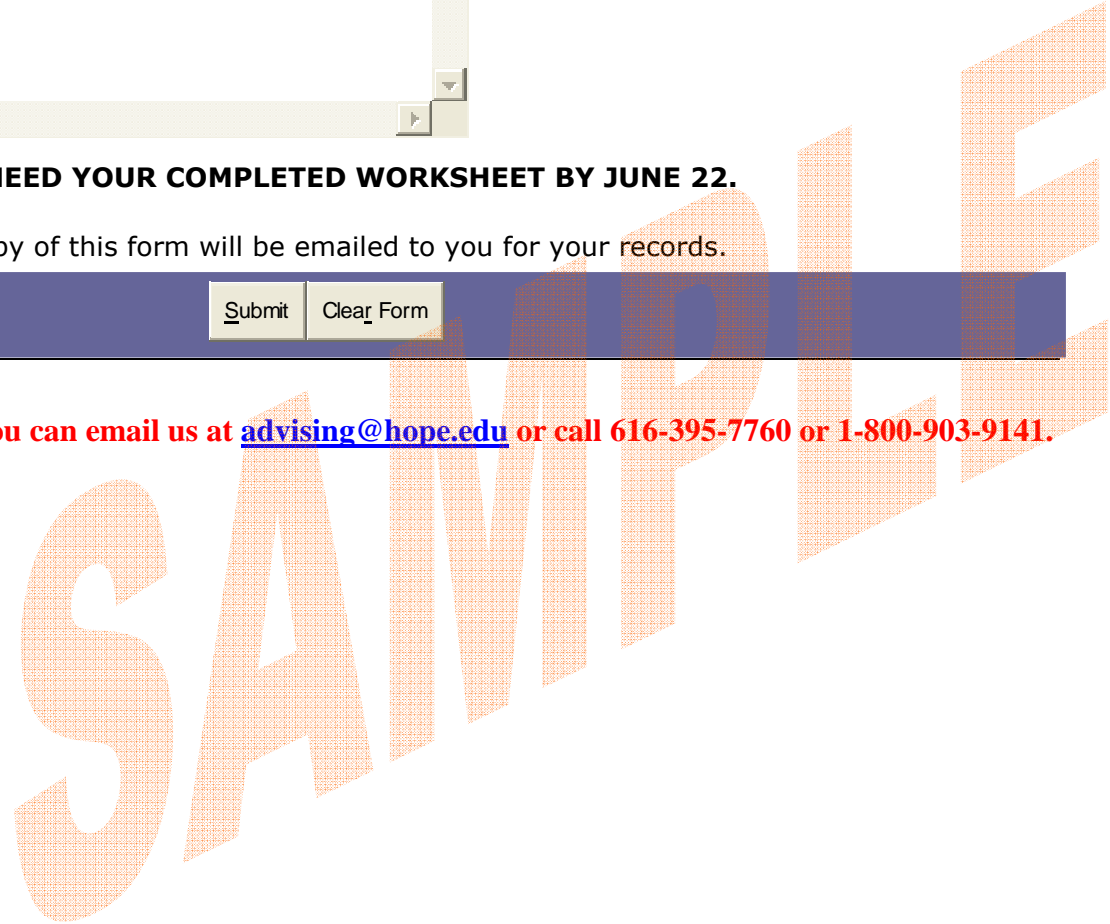 NEED YOUR COMPLETED WORKSHEET BY JUNE 22.
py of this form will be emailed to you for your records.
Submit Clear Form
ou can email us at advising@hope.edu or call 616-395-7760 or 1-800-903-9141.
SAMPLE